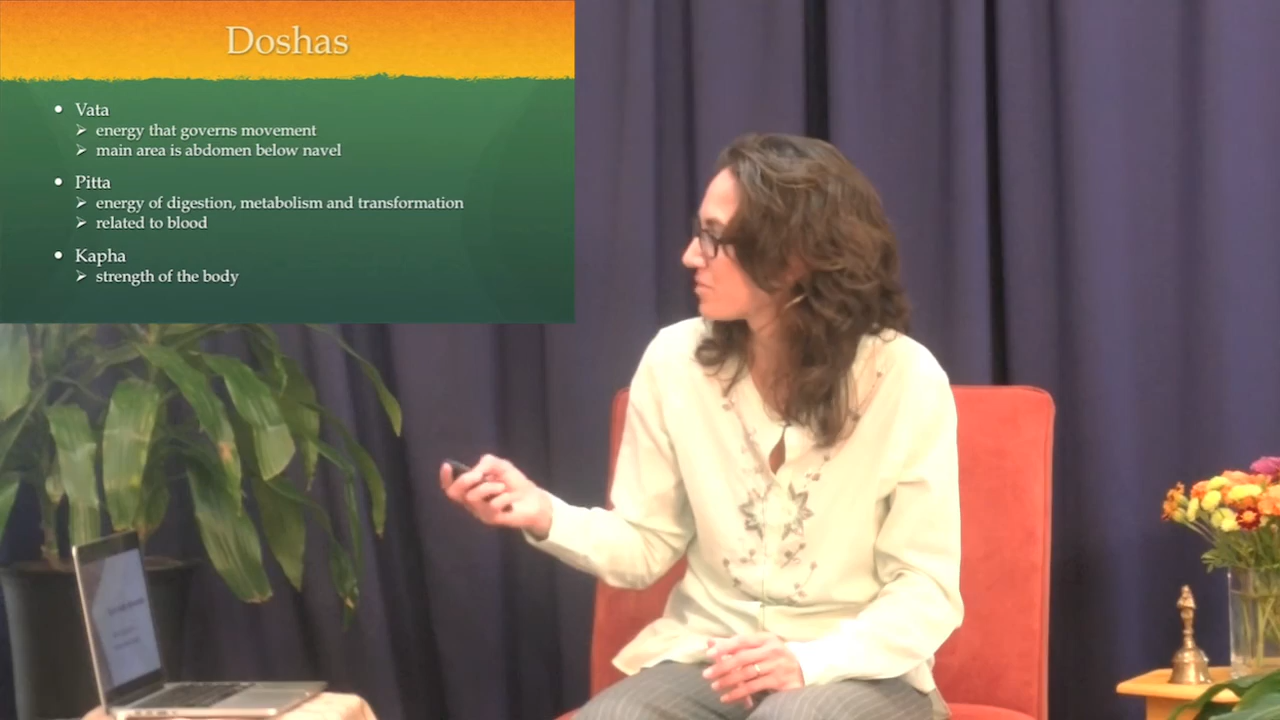 Doshas
• Vata
➢ energy that governs movement
➢ main area is abdomen below navel
• Pitta
➢ energy of digestion, metabolism and transformation
➢ related to blood
• Kapha
➢ strength of the body